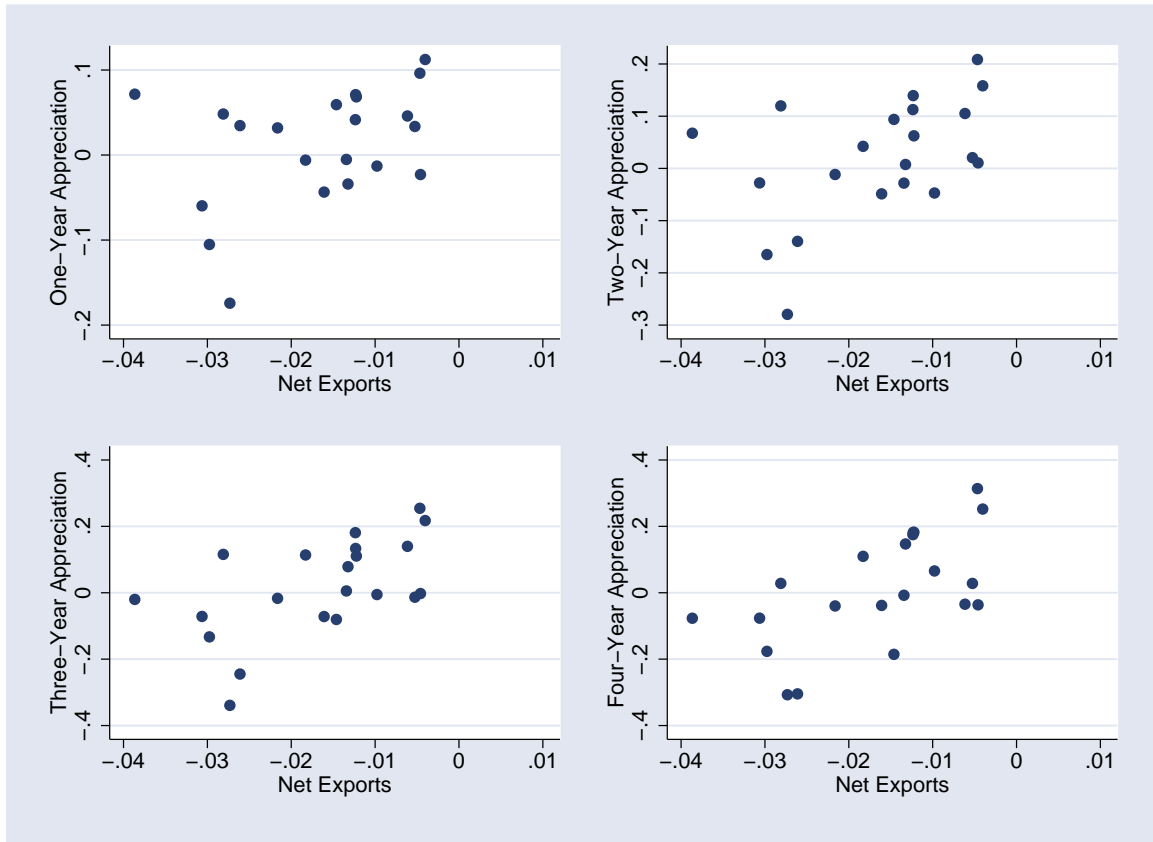 One−Year Appreciation
.1
0
−.1
−.2
−.04 −.03 −.02 −.01 0 .01
Net Exports
Two−Year Appreciation
.2
.1
0
−.1
−.2
−.3
−.04 −.03 −.02 −.01 0 .01
Net Exports
Three−Year Appreciation
.4
.2
0
−.2
−.4
−.04 −.03 −.02 −.01 0 .01
Net Exports
Four−Year Appreciation
.4
.2
0
−.2
−.4
−.04 −.03 −.02 −.01 0 .01
Net Exports